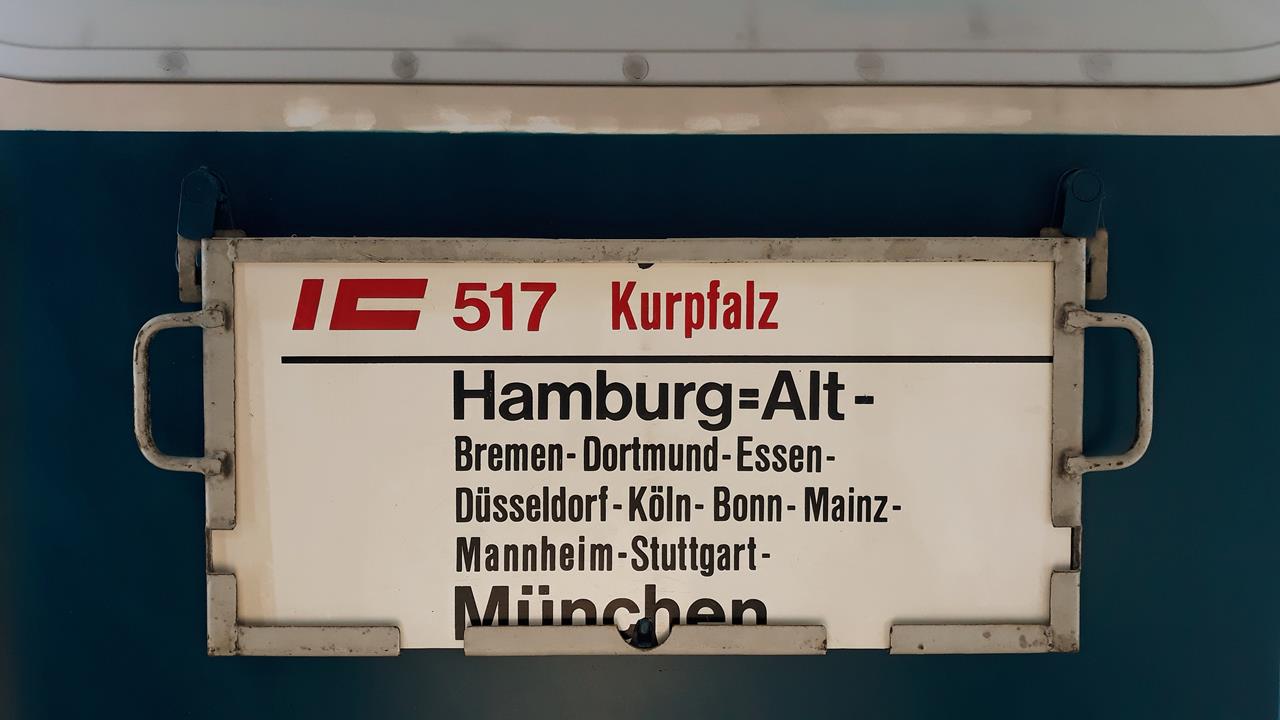 IC 517 Kurpfalz
Hamburg=Alt-
Bremen-Dortmund-Essen-
Düsseldorf-Köln-Bonn-Mainz-
Mannheim-Stuttgart-
München